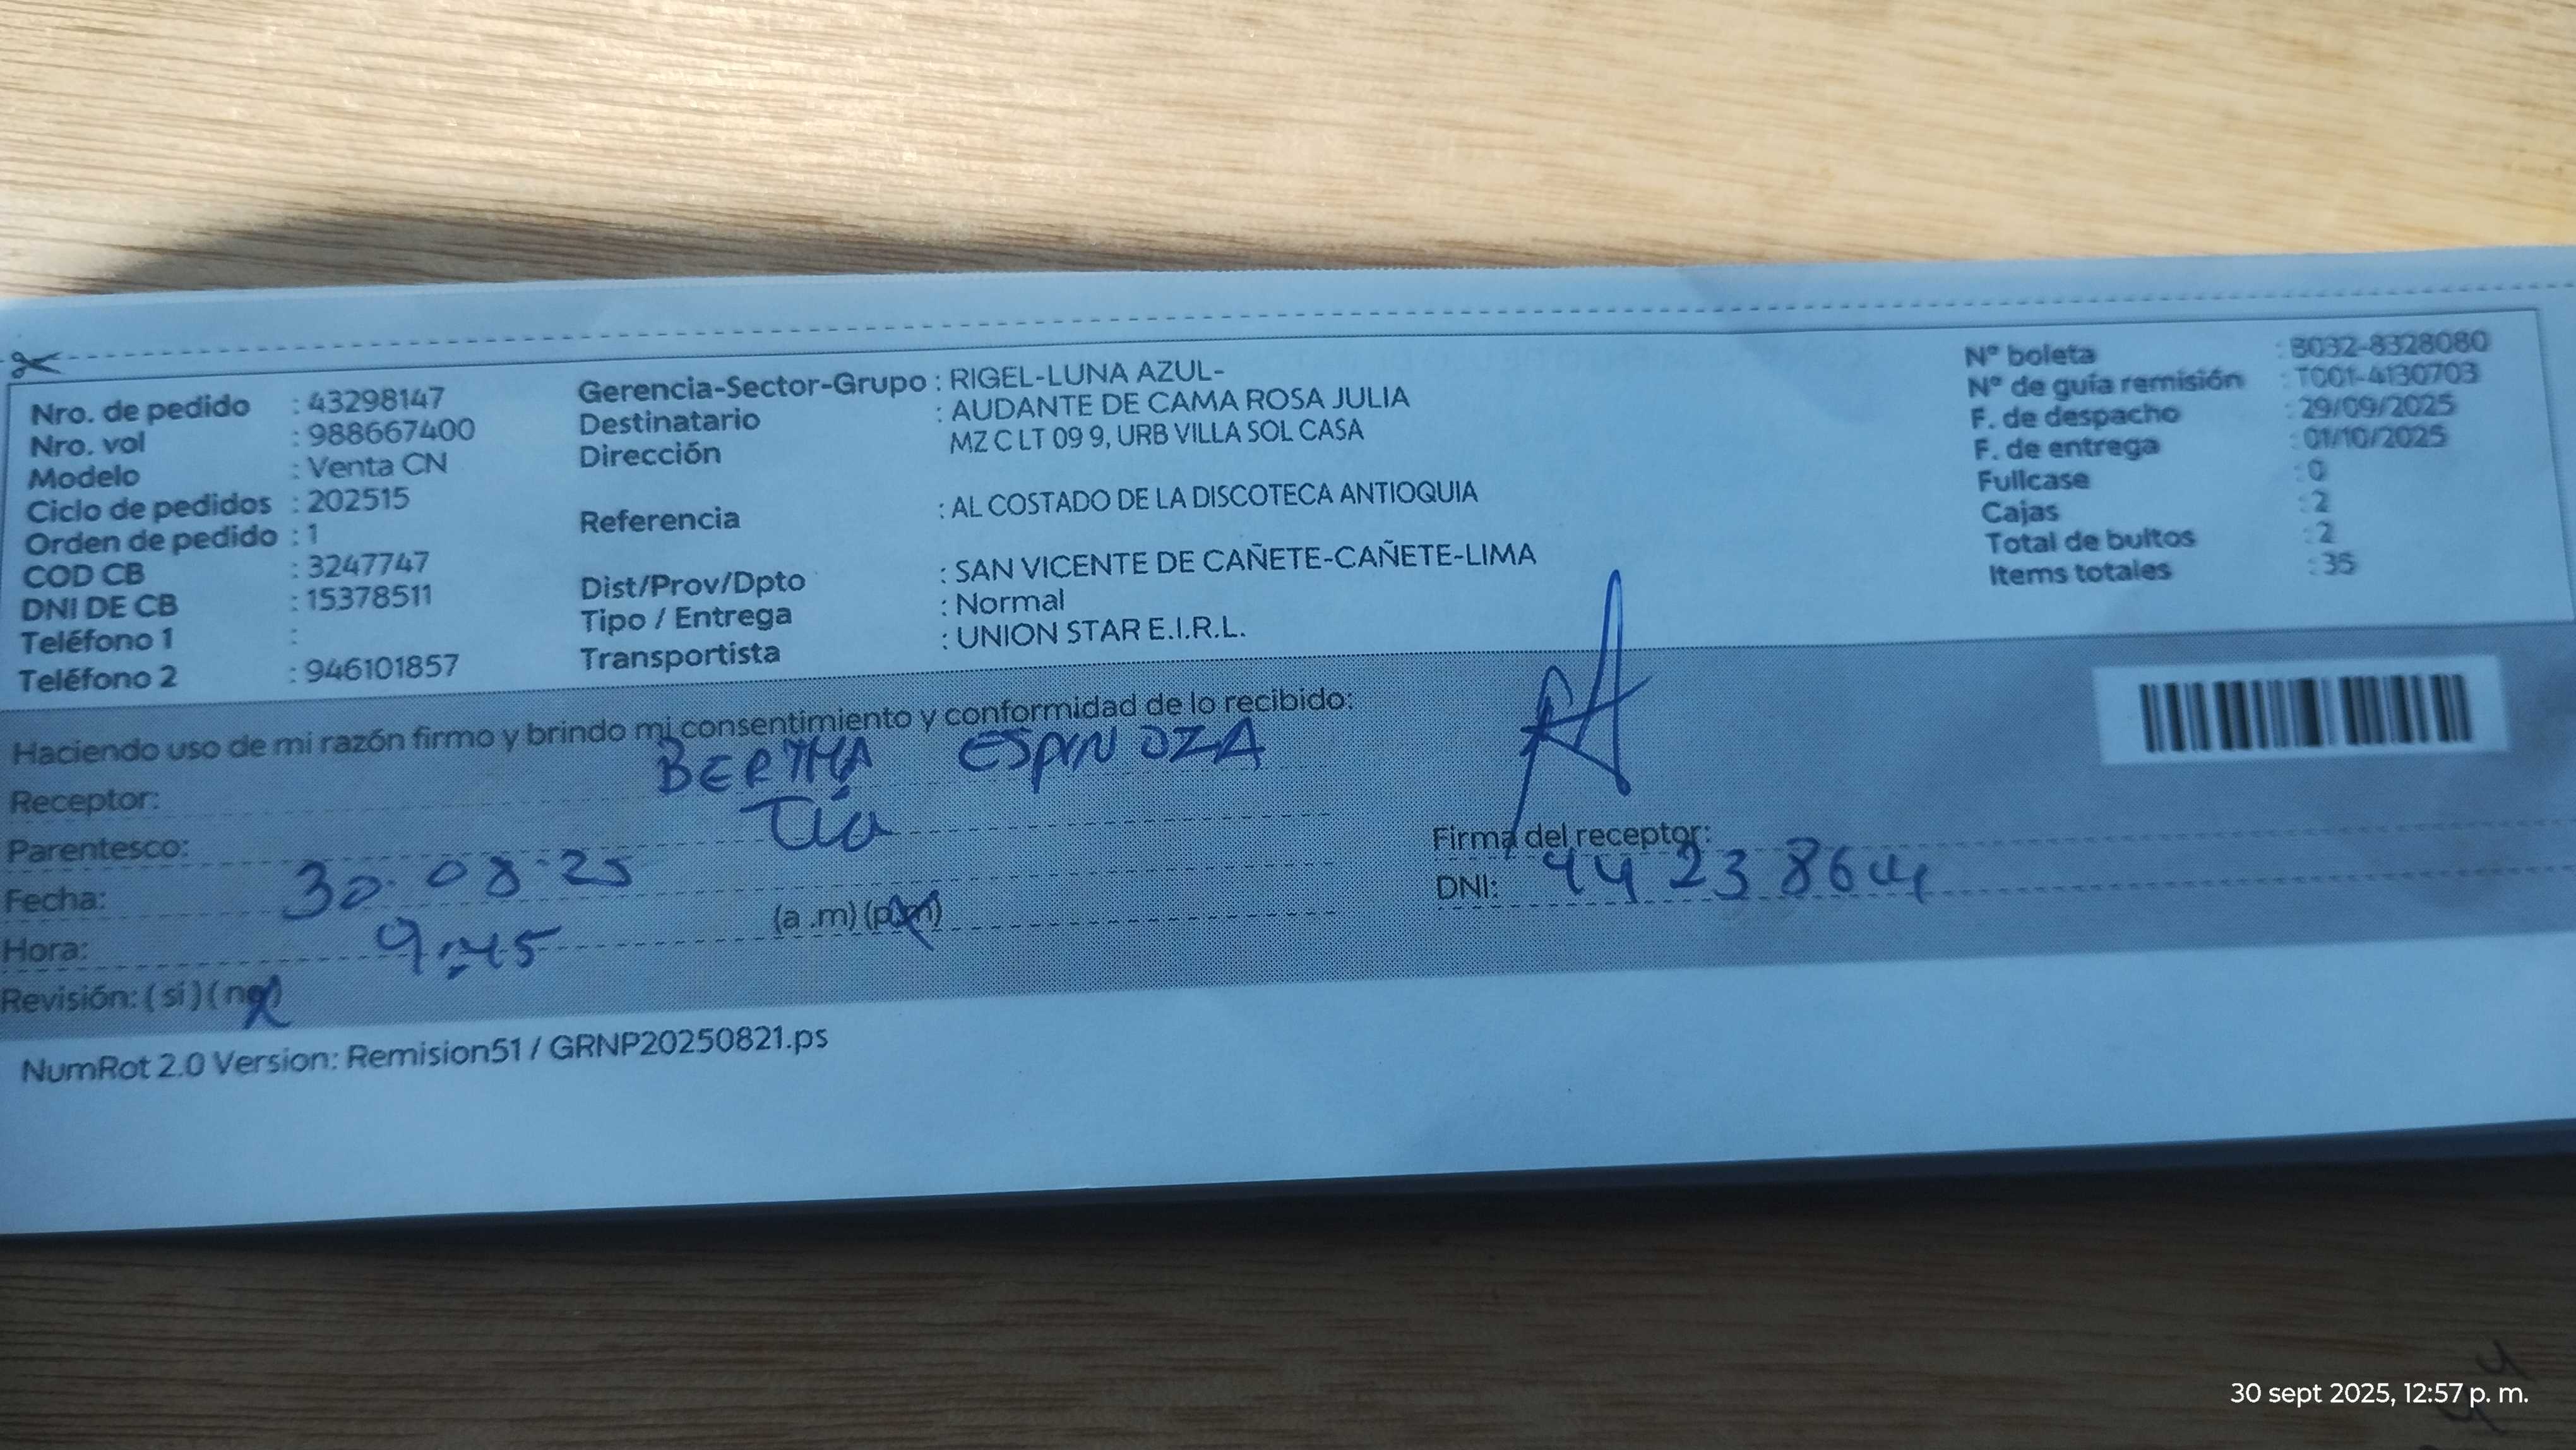 Nro. de pedido : 43298147
Nro. vol : 988667400
Modelo : Venta CN
Ciclo de pedidos : 202515
Orden de pedido : 1
COD CB : 3247747
DNI DE CB : 15378511
Teléfono 1 :
Teléfono 2 : 946101857
Gerencia-Sector-Grupo : RIGEL-LUNA AZUL-
Destinatario : AUDANTE DE CAMA ROSA JULIA
Dirección MZ C LT 09 9, URB VILLA SOL CASA
Referencia : AL COSTADO DE LA DISCOTECA ANTIOQUIA
Dist/Prov/Dpto : SAN VICENTE DE CAÑETE-CAÑETE-LIMA
Tipo / Entrega : Normal
Transportista : UNION STAR E.I.R.L.
N° boleta : B032-8328080
N° de guía remisión : T001-4130703
F. de despacho : 29/09/2025
F. de entrega : 01/10/2025
Fullcase : 0
Cajas : 2
Total de bultos : 2
Items totales : 35
Haciendo uso de mi razón firmo y brindo mi consentimiento y conformidad de lo recibido:
Receptor: BERTHA ESPINOZA
Parentesco: Tía
Firma del receptor:
Fecha: 30.08.25
DNI: 44238644
Hora: 9:45 (a .m) (p.m)
Revisión: ( si ) ( no )
NumRot 2.0 Version: Remision51 / GRNP20250821.ps
30 sept 2025, 12:57 p. m.